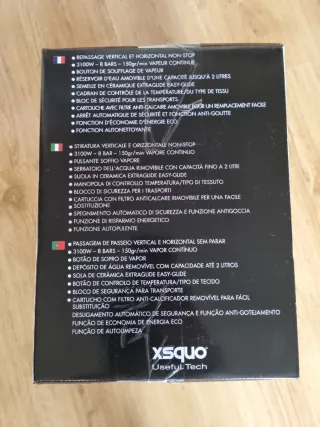 REPASSAGE VERTICAL ET HORIZONTAL NON-STOP
3100W – 8 BARS – 150gr/min VAPEUR CONTINUE
BOUTON DE SOUFFLAGE DE VAPEUR
RÉSERVOIR D'EAU AMOVIBLE D'UNE CAPACITÉ JUSQU'À 2 LITRES
SEMELLE EN CÉRAMIQUE EXTRAGLIDE EASY-GLIDE
CADRAN DE CONTRÔLE DE LA TEMPÉRATURE OU TYPE DE TISSU
BLOC DE SÉCURITÉ POUR LES TRANSPORTS
CARTOUCHE AVEC FILTRE ANTI-CALCAIRE AMOVIBLE POUR UN REMPLACEMENT FACILE
ARRÊT AUTOMATIQUE DE SÉCURITÉ ET FONCTION ANTI-GOUTTE
FONCTION D'ÉCONOMIE D'ÉNERGIE ECO
FONCTION AUTONETTOYANTE
STIRATURA VERTICALE E ORIZZONTALE NON-STOP
3100W – 8 BARS – 150gr/min VAPORE CONTINUO
PULSANTE SOFFIO VAPORE
SERBATOIO DELL'ACQUA RIMOVIBILE CON CAPACITÀ FINO A 2 LITRI
SUOLA IN CERAMICA EXTRAGLIDE EASY-GLIDE
MANOPOLA DI CONTROLLO TEMPERATURA/TIPO DI TESSUTO
BLOCCO DI SICUREZZA PER I TRASPORTI
CARTUCCIA CON FILTRO ANTICALCARE RIMOVIBILE PER UNA FACILE
SOSTITUZIONE
SPEGNIMENTO AUTOMATICO DI SICUREZZA E FUNZIONE ANTIGOCCIA
FUNZIONE DI RISPARMIO ENERGETICO
FUNZIONE AUTOPULENTE
PASSAGEM DE PASSEIO VERTICAL E HORIZONTAL SEM PARAR
3100W – 8 BARS – 150gr/min VAPOR CONTÍNUO
BOTÃO DE SOPRO DE VAPOR
DEPÓSITO DE ÁGUA REMOVÍVEL COM CAPACIDADE ATÉ 2 LITROS
SOLA DE CERÂMICA EXTRAGLIDE EASY-GLIDE
BOTÃO DE CONTROLO DE TEMPERATURA/TIPO DE TECIDO
BLOCO DE SEGURANÇA PARA TRANSPORTE
CARTUCHO COM FILTRO ANTI-CALCIFICADOR REMOVÍVEL PARA FÁCIL
SUBSTITUIÇÃO
DESLIGAMENTO AUTOMÁTICO DE SEGURANÇA E FUNÇÃO ANTI-GOTEJAMENTO
FUNÇÃO DE ECONOMIA DE ENERGIA ECO
FUNÇÃO DE AUTOLIMPEZA
xsquo
Useful Tech